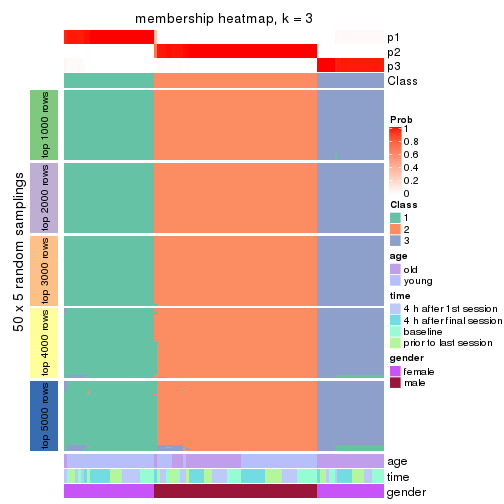 membership heatmap, k = 3
p1
p2
p3
Class
50 x 5 random samplings
top 1000 rows
top 2000 rows
top 3000 rows
top 4000 rows
top 5000 rows
age
time
gender
Prob
1
0.8
0.6
0.4
0.2
0
Class
1
2
3
age
old
young
time
4 h after 1st session
4 h after final session
baseline
prior to last session
gender
female
male